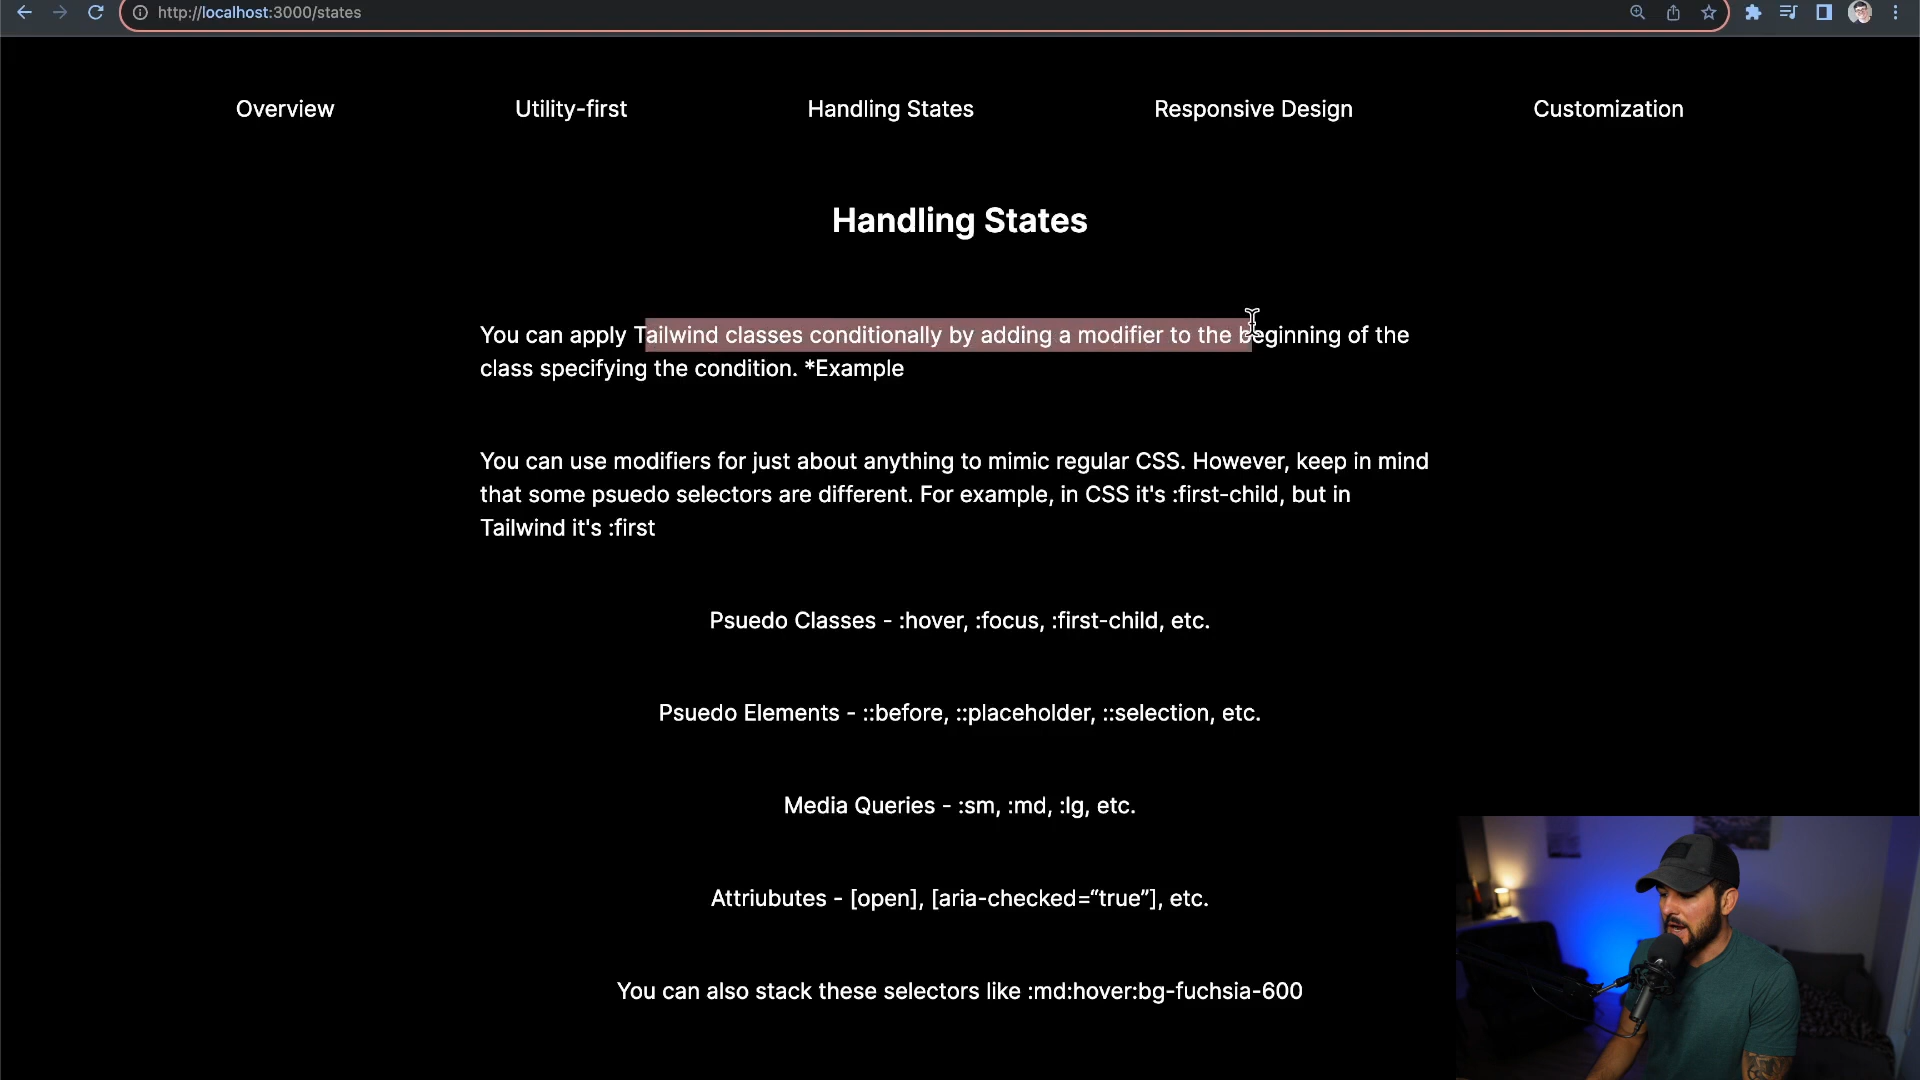 http://localhost:3000/states
Overview
Utility-first
Handling States
Responsive Design
Customization
Handling States
You can apply Tailwind classes conditionally by adding a modifier to the beginning of the
class specifying the condition. *Example
You can use modifiers for just about anything to mimic regular CSS. However, keep in mind
that some psuedo selectors are different. For example, in CSS it's :first-child, but in
Tailwind it's :first
Psuedo Classes - :hover, :focus, :first-child, etc.
Psuedo Elements - ::before, ::placeholder, ::selection, etc.
Media Queries - :sm, :md, :lg, etc.
Attriubutes - [open], [aria-checked=“true”], etc.
You can also stack these selectors like :md:hover:bg-fuchsia-600